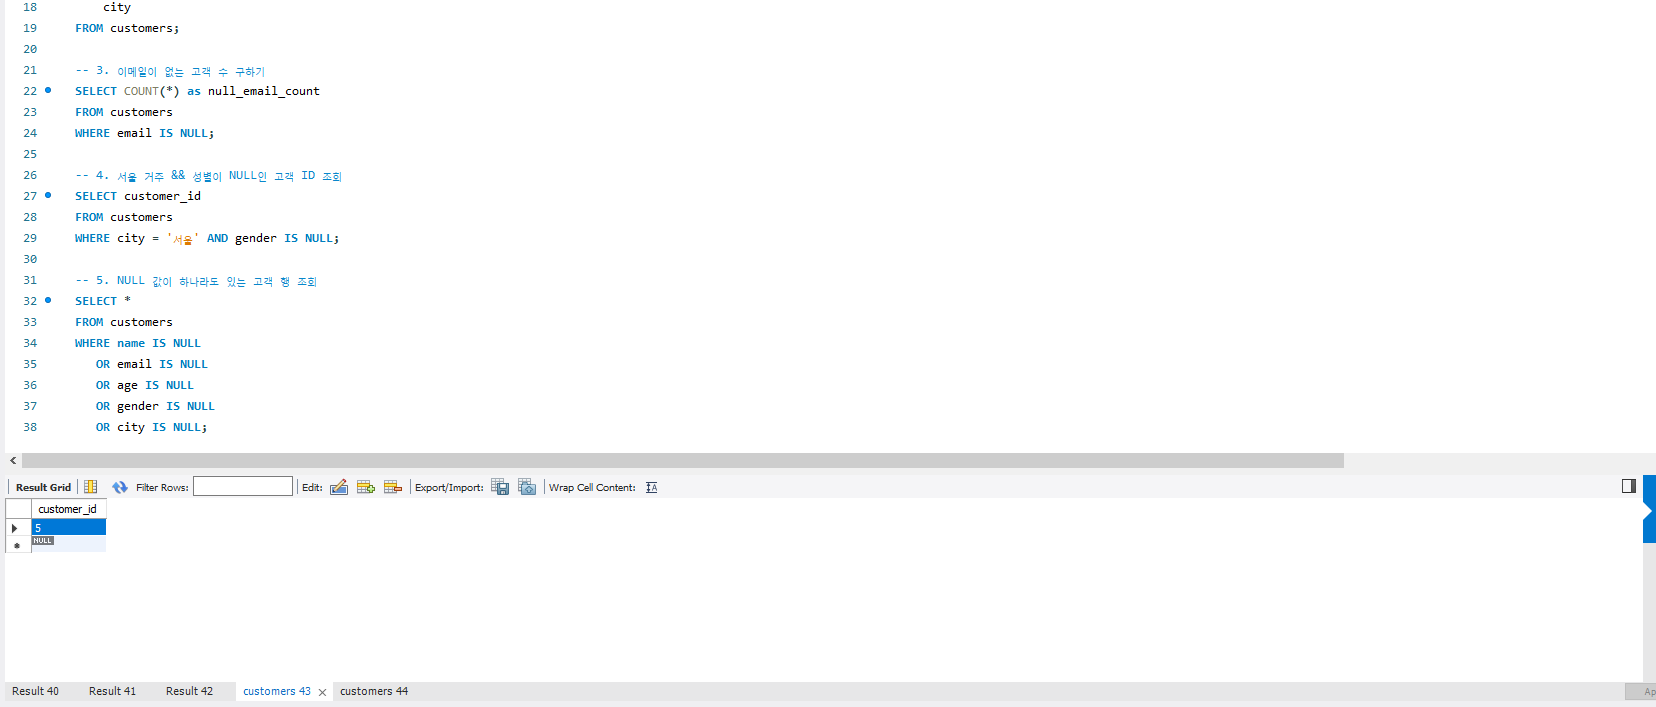 18 city
19 FROM customers;
20
21 -- 3. 이메일이 없는 고객 수 구하기
22 SELECT COUNT(*) as null_email_count
23 FROM customers
24 WHERE email IS NULL;
25
26 -- 4. 서울 거주 && 성별이 NULL인 고객 ID 조회
27 SELECT customer_id
28 FROM customers
29 WHERE city = '서울' AND gender IS NULL;
30
31 -- 5. NULL 값이 하나라도 있는 고객 행 조회
32 SELECT *
33 FROM customers
34 WHERE name IS NULL
35 OR email IS NULL
36 OR age IS NULL
37 OR gender IS NULL
38 OR city IS NULL;
Result Grid Filter Rows: Edit: Export/Import: Wrap Cell Content:
customer_id
5
NULL
Result 40 Result 41 Result 42 customers 43 customers 44 Ap